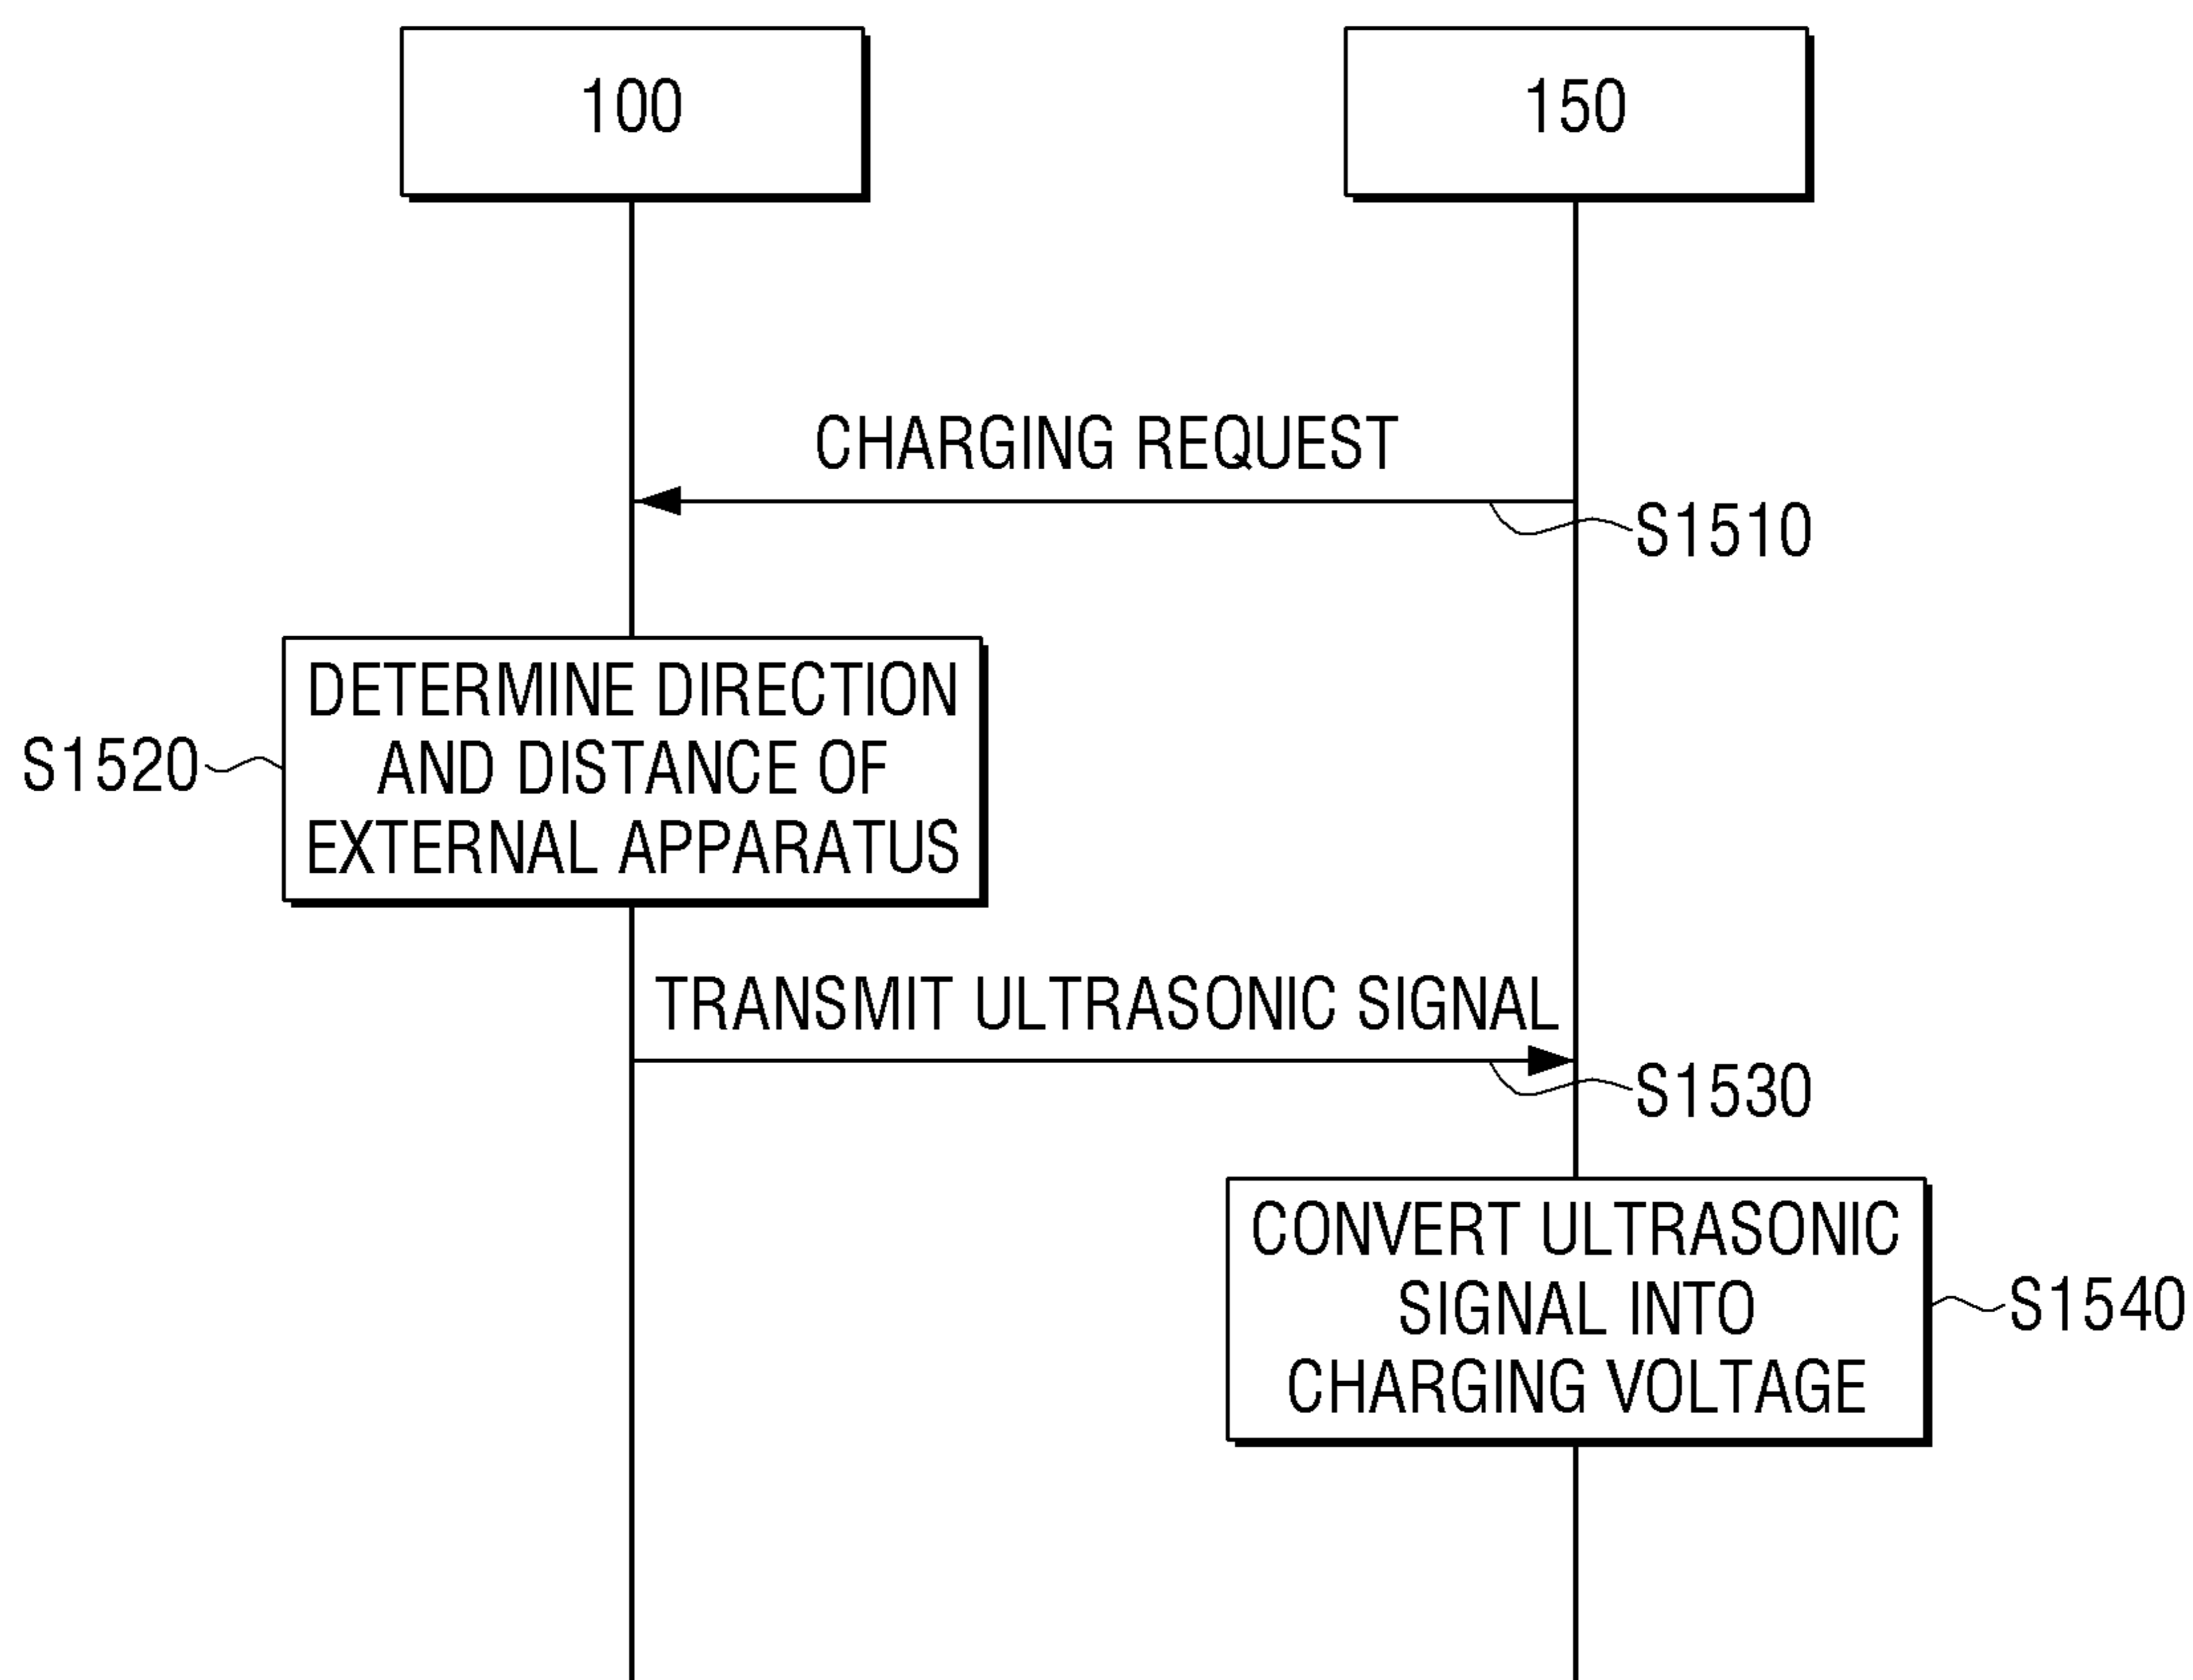 100
150
CHARGING REQUEST
S1510
DETERMINE DIRECTION
AND DISTANCE OF
EXTERNAL APPARATUS
S1520
TRANSMIT ULTRASONIC SIGNAL
S1530
CONVERT ULTRASONIC
SIGNAL INTO
CHARGING VOLTAGE
S1540